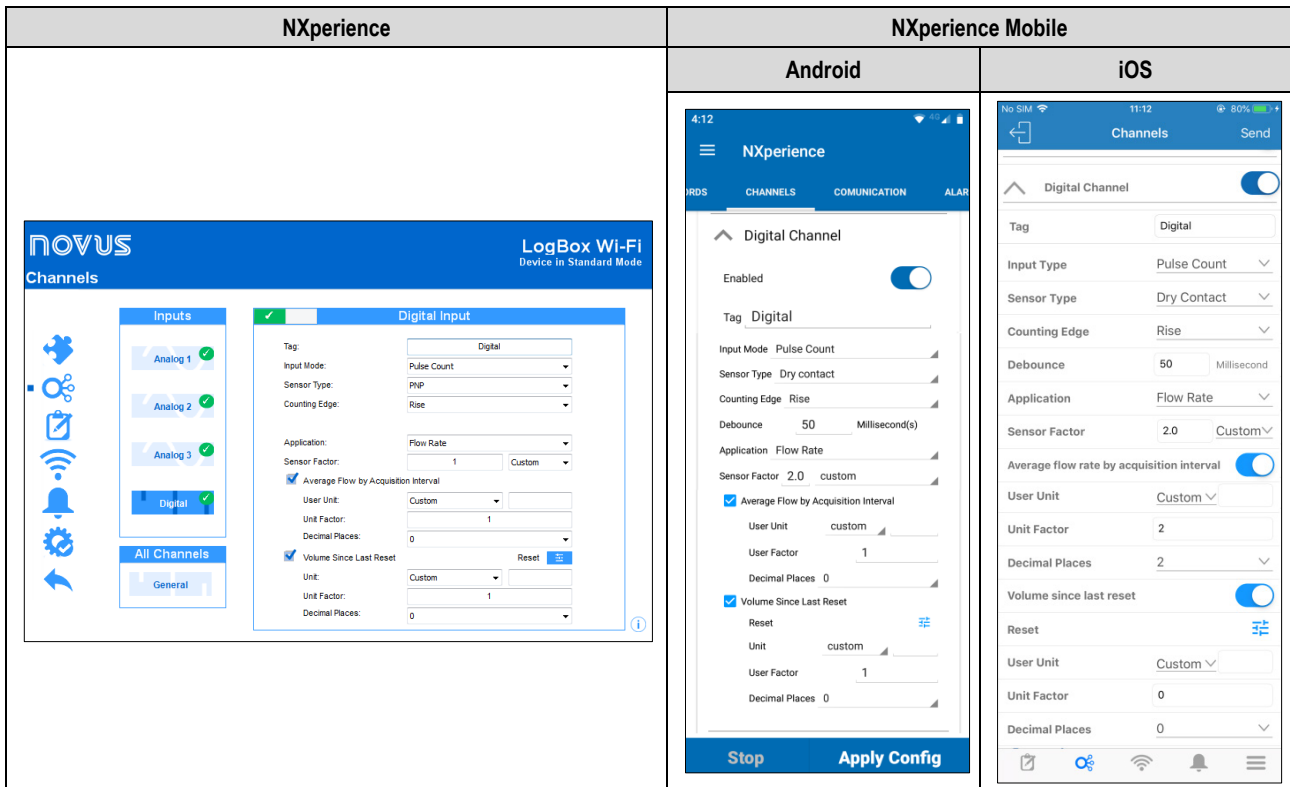 NXperience
NXperience Mobile
Android
iOS
novus
LogBox Wi-Fi
Device in Standard Mode
Channels
Inputs
Analog 1
Analog 2
Analog 3
Digital
All Channels
General
Digital Input
Tag: Digital
Input Mode: Pulse Count
Sensor Type: PNP
Counting Edge: Rise
Application: Flow Rate
Sensor Factor: 1 Custom
Average Flow by Acquisition Interval
User Unit: Custom
Unit Factor: 1
Decimal Places: 0
Volume Since Last Reset Reset
Unit: Custom
Unit Factor: 1
Decimal Places: 0
4:12 4G
NXperience
ORDS CHANNELS COMUNICATION ALAR
Digital Channel
Enabled
Tag Digital
Input Mode Pulse Count
Sensor Type Dry contact
Counting Edge Rise
Debounce 50 Millisecond(s)
Application Flow Rate
Sensor Factor 2.0 custom
Average Flow by Acquisition Interval
User Unit custom
User Factor 1
Decimal Places 0
Volume Since Last Reset
Reset
Unit custom
User Factor 1
Decimal Places 0
Stop Apply Config
No SIM 11:12 80%
Channels Send
Digital Channel
Tag Digital
Input Type Pulse Count
Sensor Type Dry Contact
Counting Edge Rise
Debounce 50 Millisecond
Application Flow Rate
Sensor Factor 2.0 Custom
Average flow rate by acquisition interval
User Unit Custom
Unit Factor 2
Decimal Places 2
Volume since last reset
Reset
User Unit Custom
Unit Factor 0
Decimal Places 0